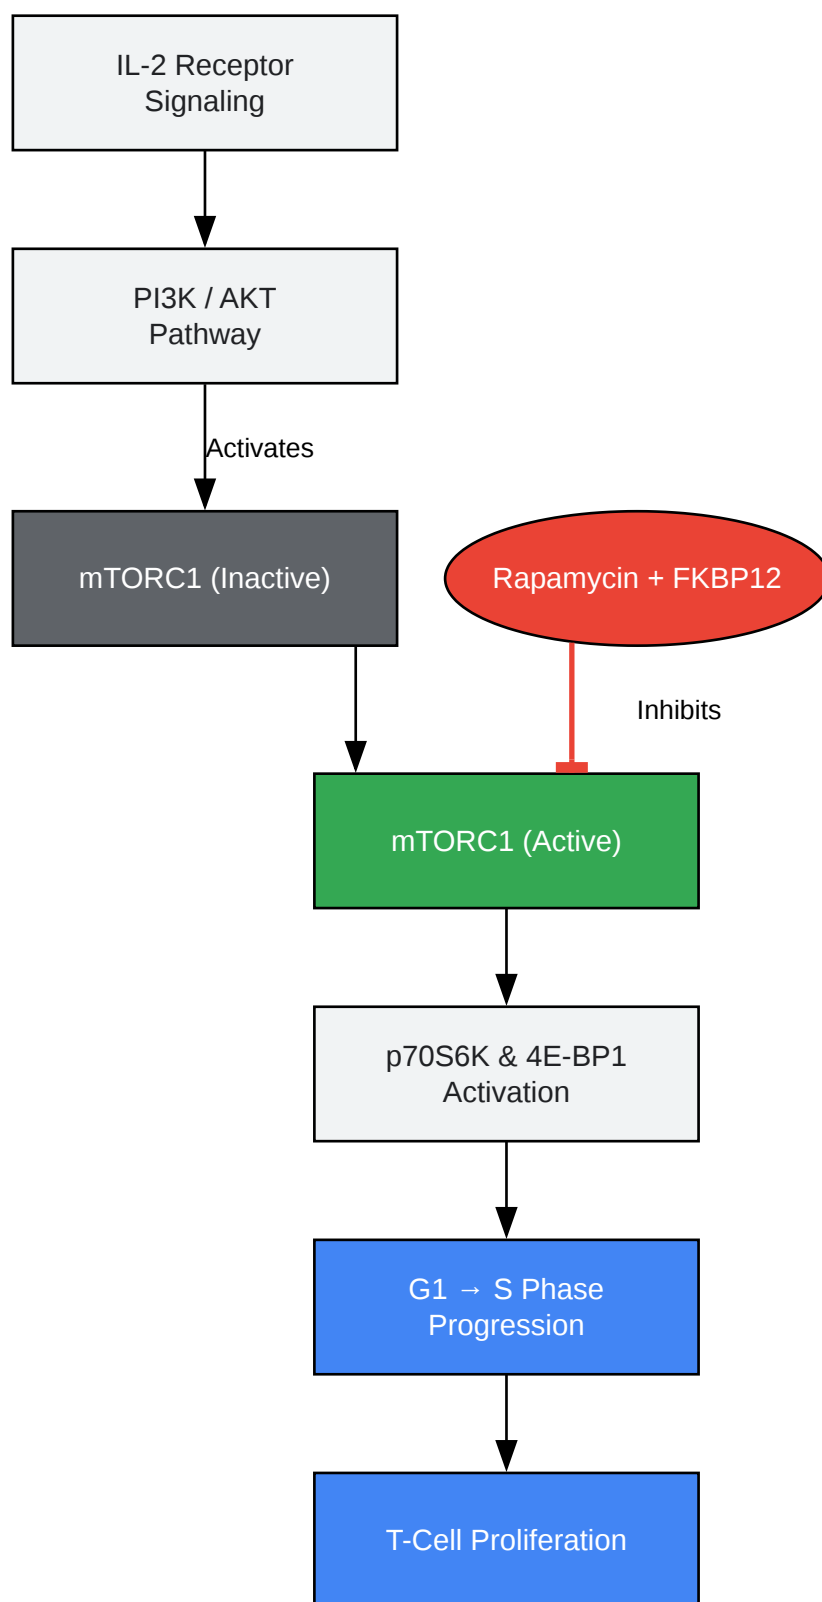 IL-2 Receptor
Signaling
PI3K / AKT
Pathway
Activates
mTORC1 (Inactive)
Rapamycin + FKBP12
Inhibits
mTORC1 (Active)
p70S6K & 4E-BP1
Activation
G1 → S Phase
Progression
T-Cell Proliferation